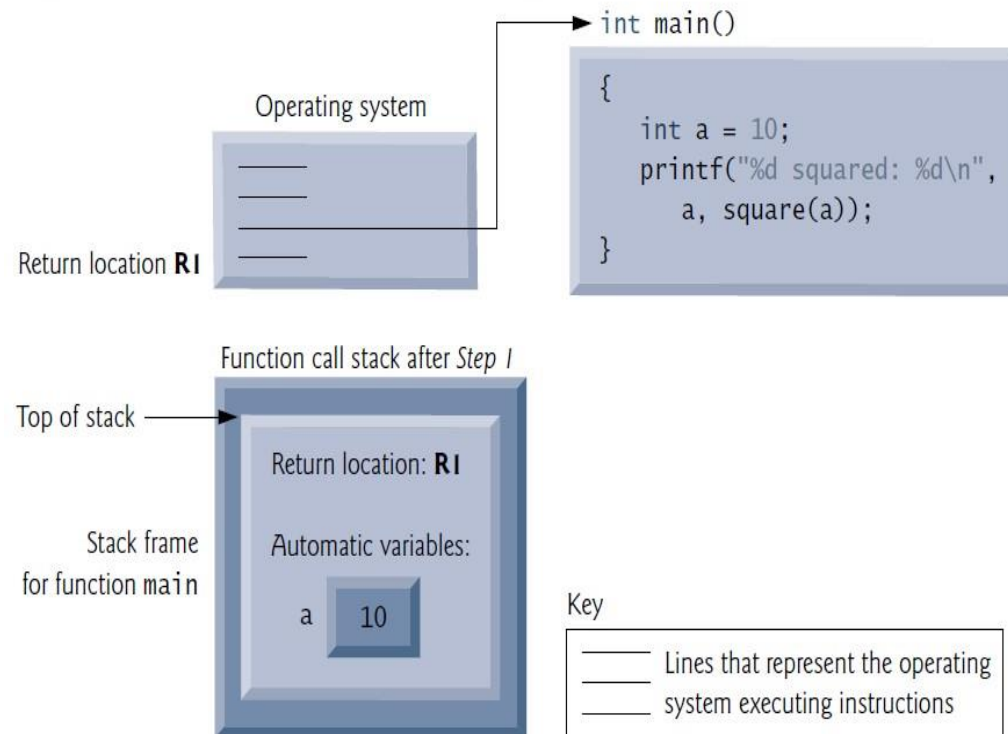 int main()
Operating system
{
int a = 10;
printf("%d squared: %d\n",
a, square(a));
}
Return location R1
Function call stack after Step 1
Top of stack
Return location: R1
Automatic variables:
a 10
Stack frame
for function main
Key
Lines that represent the operating
system executing instructions